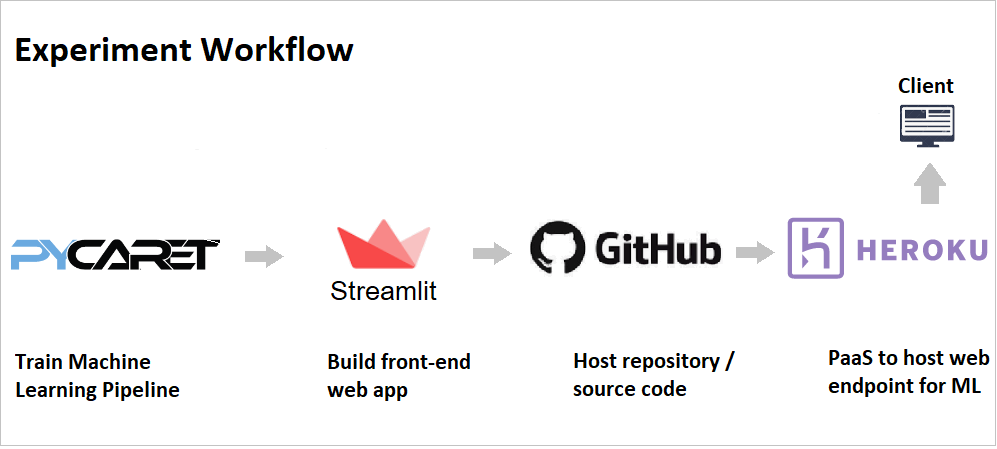 Experiment Workflow
Client
PYCARET
Streamlit
GitHub
HEROKU
Train Machine
Learning Pipeline
Build front-end
web app
Host repository /
source code
PaaS to host web
endpoint for ML